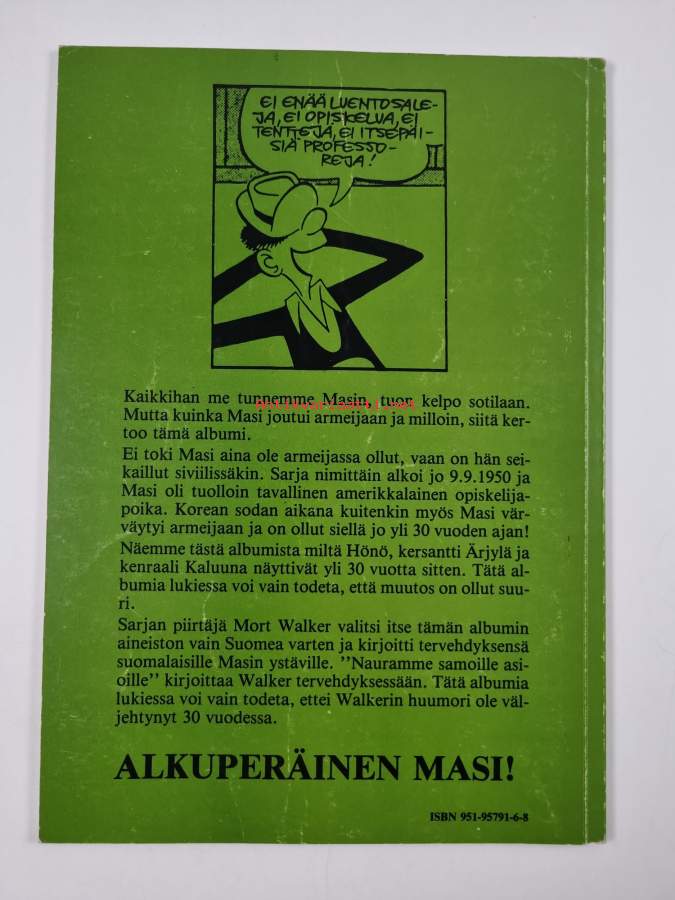 EI ENÄÄ LUENTOSALE-
JA, EI OPISKELUA, EI
TENTTEJÄ, EI ITSEPÄI-
SIÄ PROFESSO-
REJA!
Kaikkihan me tunnemme Masin, tuon kelpo sotilaan.
Mutta kuinka Masi joutui armeijaan ja milloin, siitä ker-
too tämä albumi.
Ei toki Masi aina ole armeijassa ollut, vaan on hän sei-
kaillut siviilissäkin. Sarja nimittäin alkoi jo 9.9.1950 ja
Masi oli tuolloin tavallinen amerikkalainen opiskelija-
poika. Korean sodan aikana kuitenkin myös Masi vär-
väytyi armeijaan ja on ollut siellä jo yli 30 vuoden ajan!
Näemme tästä albumista miltä Hönö, kersantti Ärjylä ja
kenraali Kaluuna näyttivät yli 30 vuotta sitten. Tätä al-
bumia lukiessa voi vain todeta, että muutos on ollut suu-
ri.
Sarjan piirtäjä Mort Walker valitsi itse tämän albumin
aineiston vain Suomea varten ja kirjoitti tervehdyksensä
suomalaisille Masin ystäville. ''Nauramme samoille asi-
oille'' kirjoittaa Walker tervehdyksessään. Tätä albumia
lukiessa voi vain todeta, ettei Walkerin huumori ole väl-
jehtynyt 30 vuodessa.
ALKUPERÄINEN MASI!
ISBN 951-95791-6-8